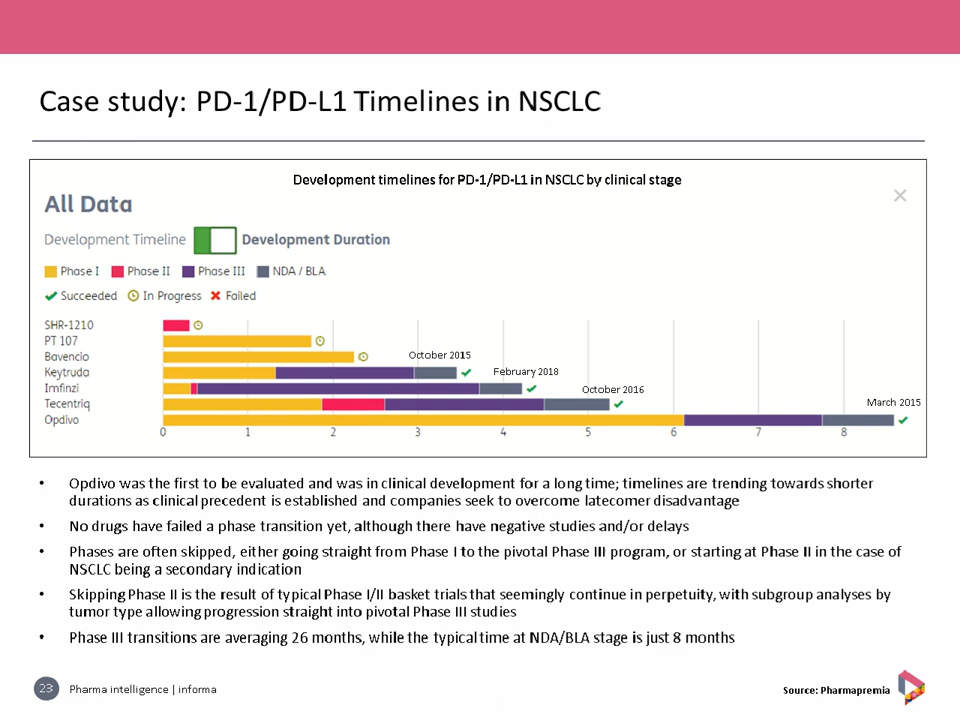 Case study: PD-1/PD-L1 Timelines in NSCLC
Development timelines for PD-1/PD-L1 in NSCLC by clinical stage
All Data
Development Timeline Development Duration
Phase I Phase II Phase III NDA / BLA
Succeeded In Progress Failed
SHR-1210
PT 107
Bavencio
October 2015
Keytruda
February 2018
Imfinzi
October 2016
Tecentriq
March 2015
Opdivo
0 1 2 3 4 5 6 7 8
• Opdivo was the first to be evaluated and was in clinical development for a long time; timelines are trending towards shorter
durations as clinical precedent is established and companies seek to overcome latecomer disadvantage
• No drugs have failed a phase transition yet, although there have negative studies and/or delays
• Phases are often skipped, either going straight from Phase I to the pivotal Phase III program, or starting at Phase II in the case of
NSCLC being a secondary indication
• Skipping Phase II is the result of typical Phase I/II basket trials that seemingly continue in perpetuity, with subgroup analyses by
tumor type allowing progression straight into pivotal Phase III studies
• Phase III transitions are averaging 26 months, while the typical time at NDA/BLA stage is just 8 months
23 Pharma intelligence | informa
Source: Pharmapremia